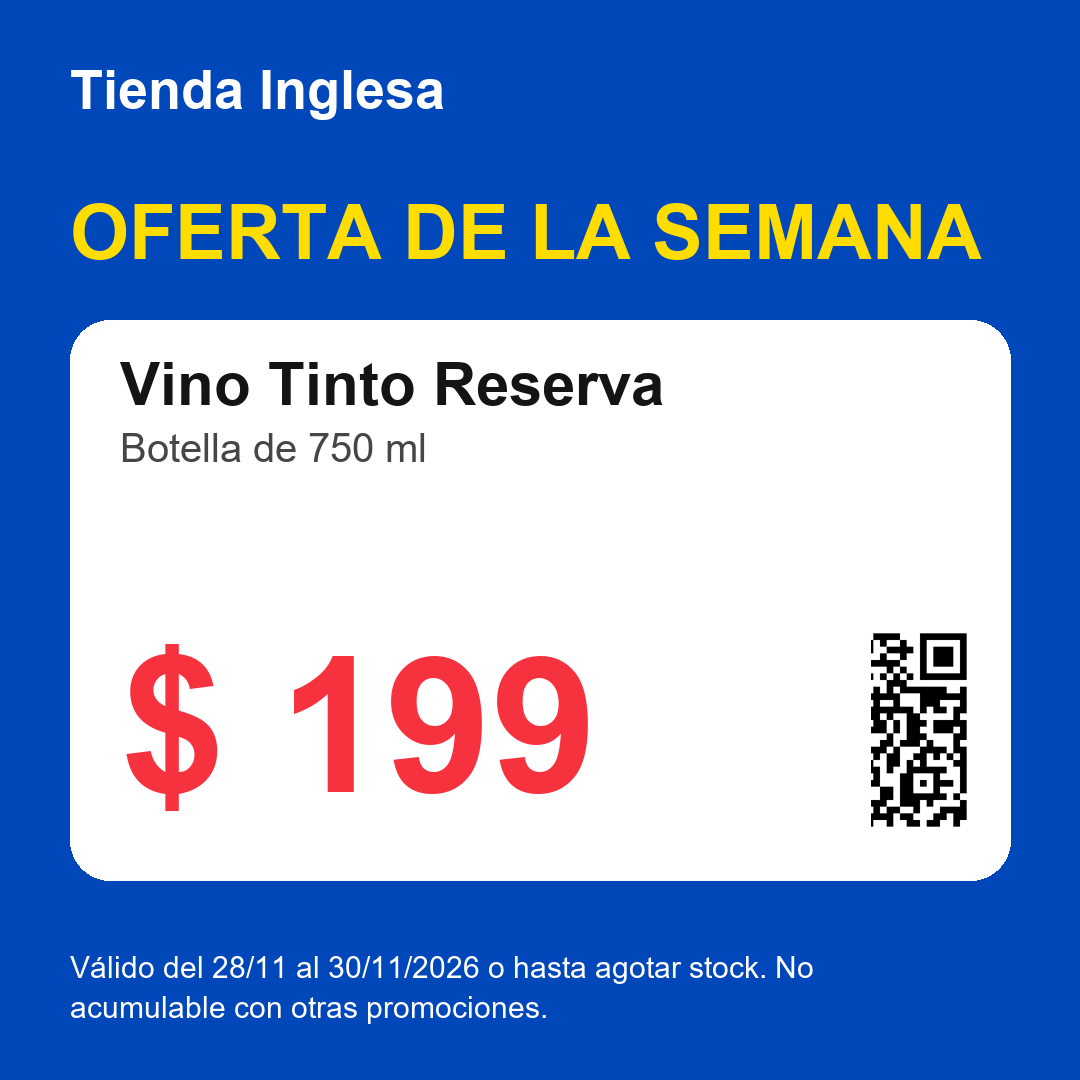 Tienda Inglesa
OFERTA DE LA SEMANA
Vino Tinto Reserva
Botella de 750 ml
$ 199
Válido del 28/11 al 30/11/2026 o hasta agotar stock. No
acumulable con otras promociones.